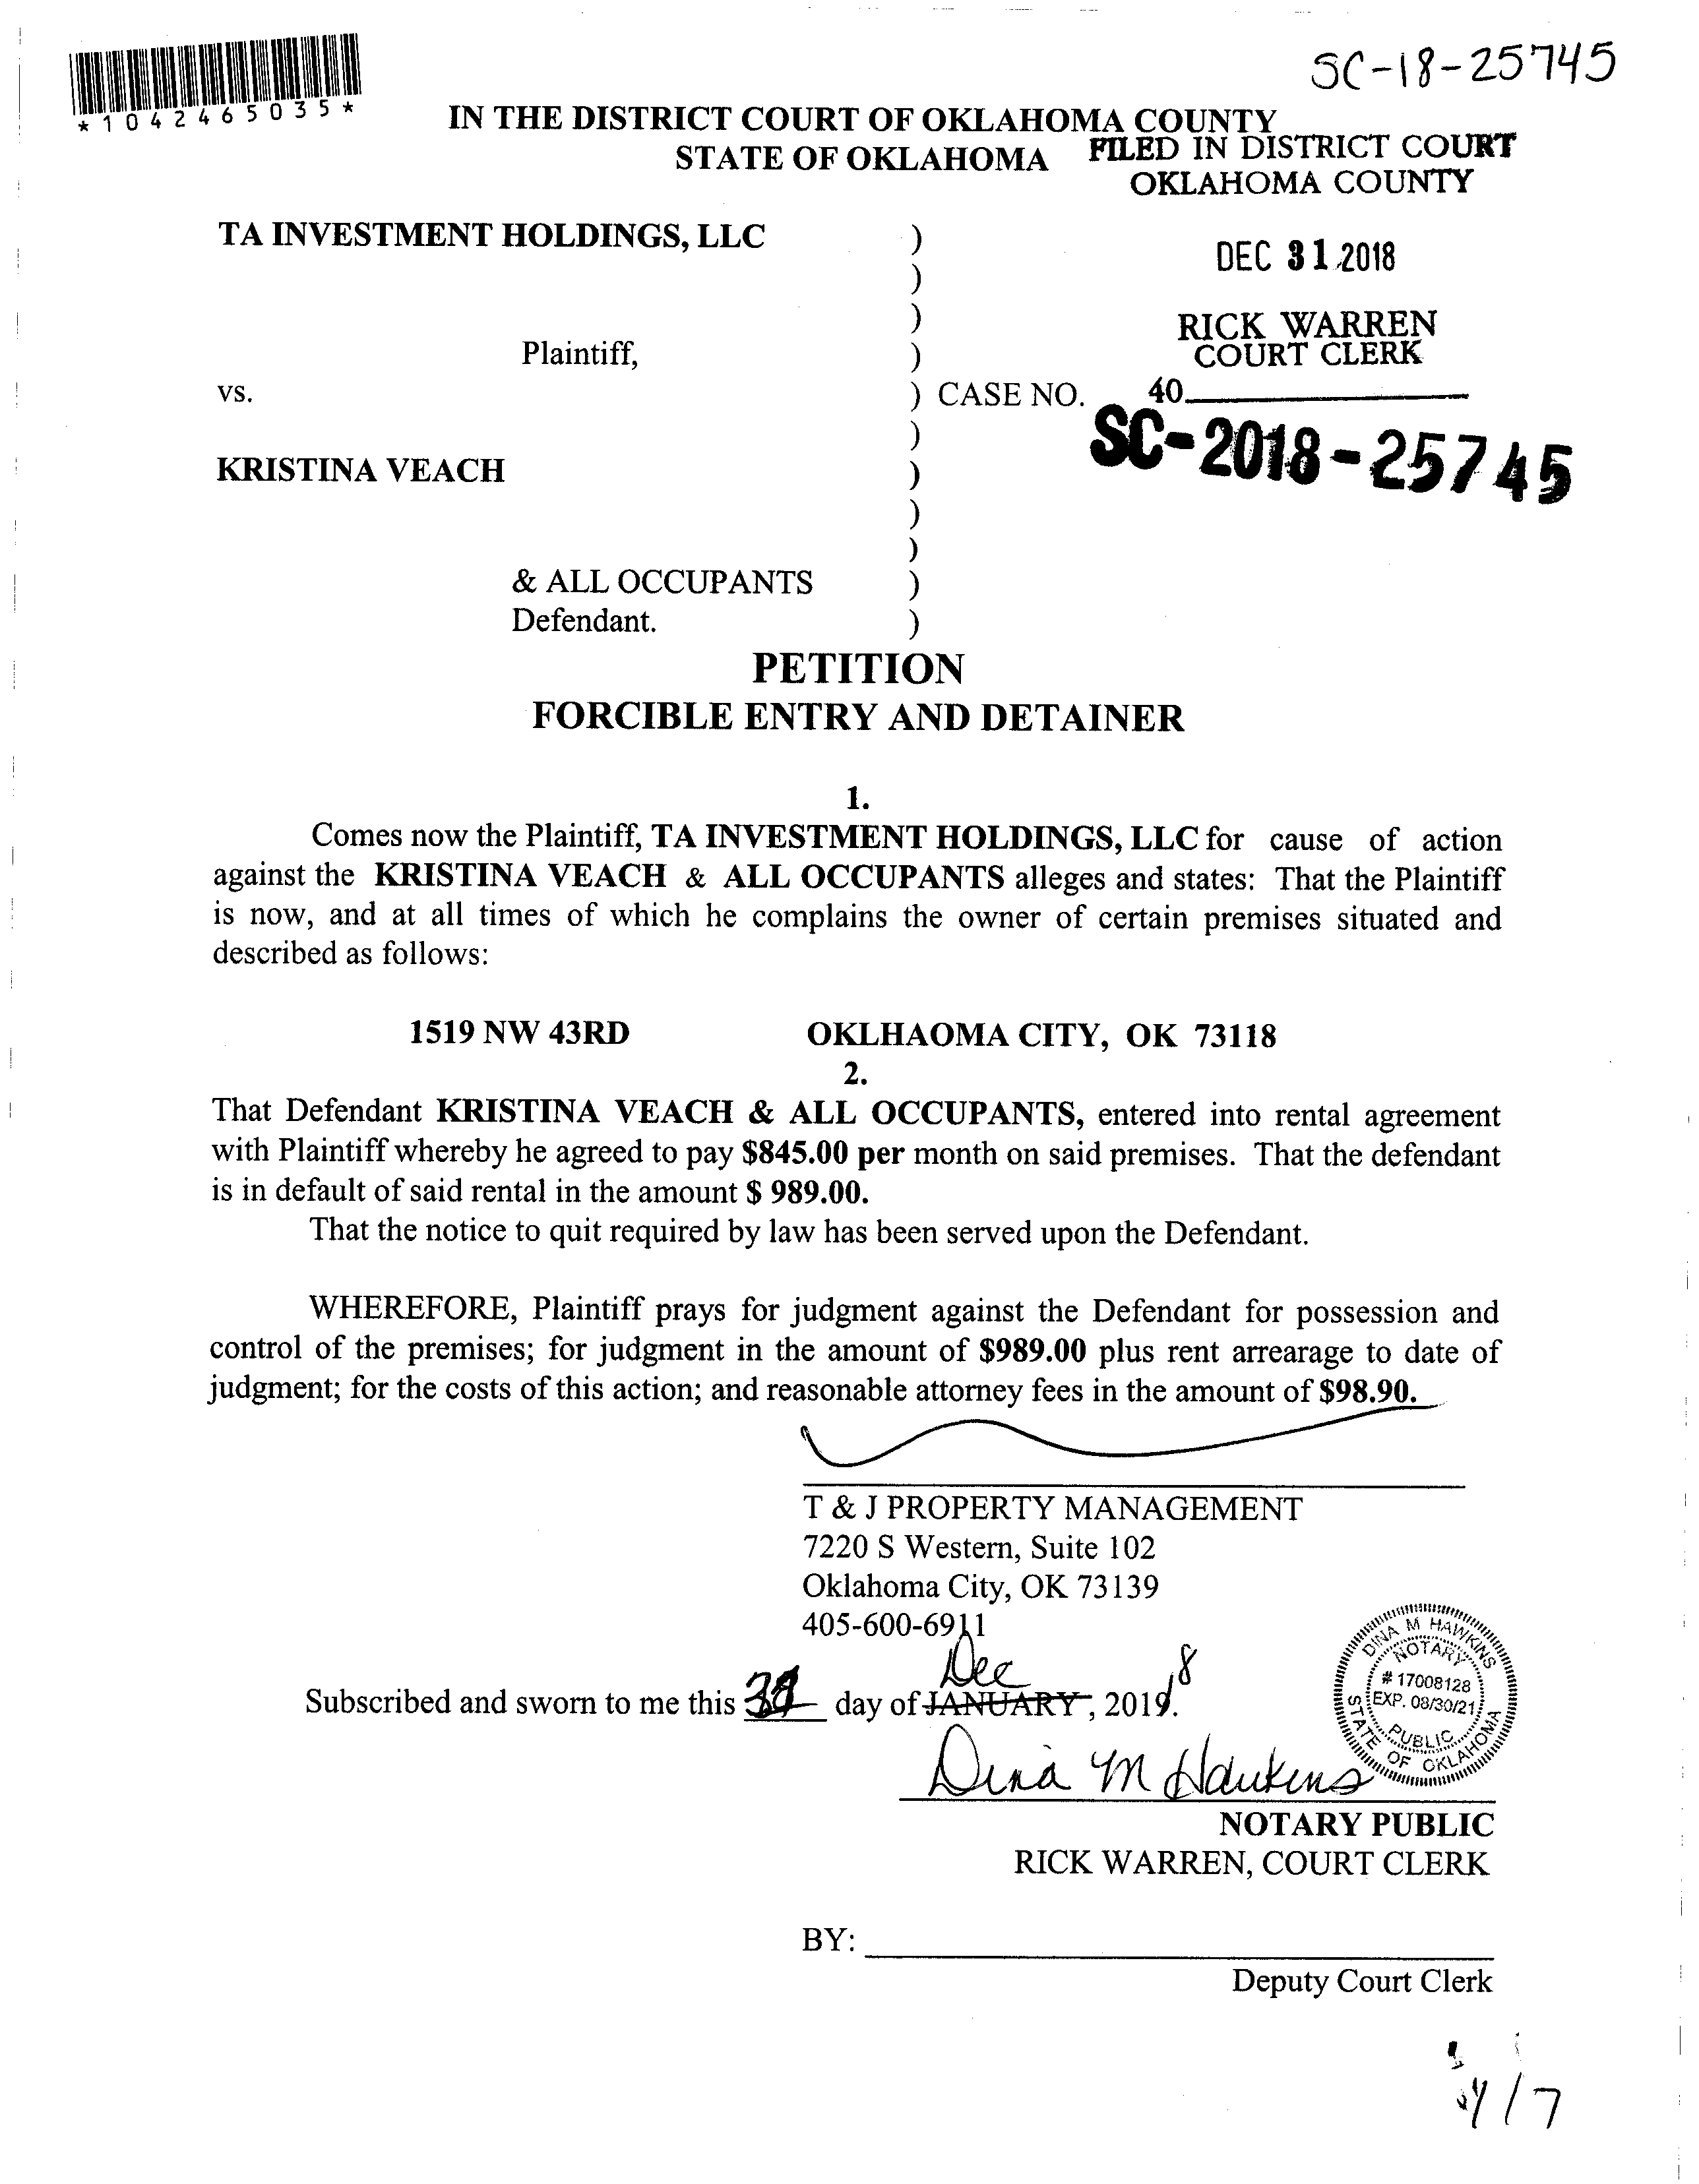 SC-18-25745
*1042465035*
IN THE DISTRICT COURT OF OKLAHOMA COUNTY
STATE OF OKLAHOMA
FILED IN DISTRICT COURT
OKLAHOMA COUNTY
TA INVESTMENT HOLDINGS, LLC )
)
DEC 31 2018
)
RICK WARREN
COURT CLERK
Plaintiff, )
vs. ) CASE NO. 40
)
SC-2018-25745
KRISTINA VEACH )
)
)
& ALL OCCUPANTS )
Defendant. )
PETITION
FORCIBLE ENTRY AND DETAINER
1.
Comes now the Plaintiff, TA INVESTMENT HOLDINGS, LLC for cause of action
against the KRISTINA VEACH & ALL OCCUPANTS alleges and states: That the Plaintiff
is now, and at all times of which he complains the owner of certain premises situated and
described as follows:
1519 NW 43RD OKLHAOMA CITY, OK 73118
2.
That Defendant KRISTINA VEACH & ALL OCCUPANTS, entered into rental agreement
with Plaintiff whereby he agreed to pay $845.00 per month on said premises. That the defendant
is in default of said rental in the amount $ 989.00.
That the notice to quit required by law has been served upon the Defendant.
WHEREFORE, Plaintiff prays for judgment against the Defendant for possession and
control of the premises; for judgment in the amount of $989.00 plus rent arrearage to date of
judgment; for the costs of this action; and reasonable attorney fees in the amount of $98.90.
T & J PROPERTY MANAGEMENT
7220 S Western, Suite 102
Oklahoma City, OK 73139
405-600-6911
Dec 8
Subscribed and sworn to me this day of JANUARY, 2019.
DINA M HAWKINS
NOTARY
# 17008128
EXP. 08/30/21
PUBLIC
STATE OF OKLAHOMA
Dina M Hawkins
NOTARY PUBLIC
RICK WARREN, COURT CLERK
BY:
Deputy Court Clerk